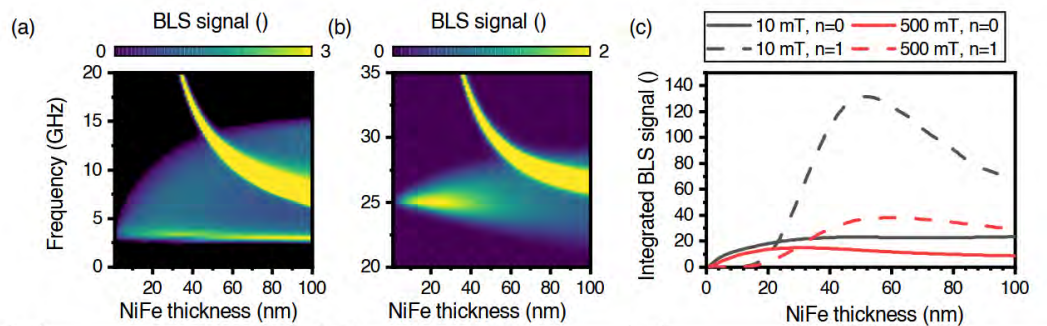 (a)
BLS signal ()
0
3
Frequency (GHz)
20
15
10
5
0
20 40 60 80 100
NiFe thickness (nm)
(b)
BLS signal ()
0
2
35
30
25
20
20 40 60 80 100
NiFe thickness (nm)
(c)
10 mT, n=0
500 mT, n=0
10 mT, n=1
500 mT, n=1
Integrated BLS signal ()
140
120
100
80
60
40
20
0
0 20 40 60 80 100
NiFe thickness (nm)